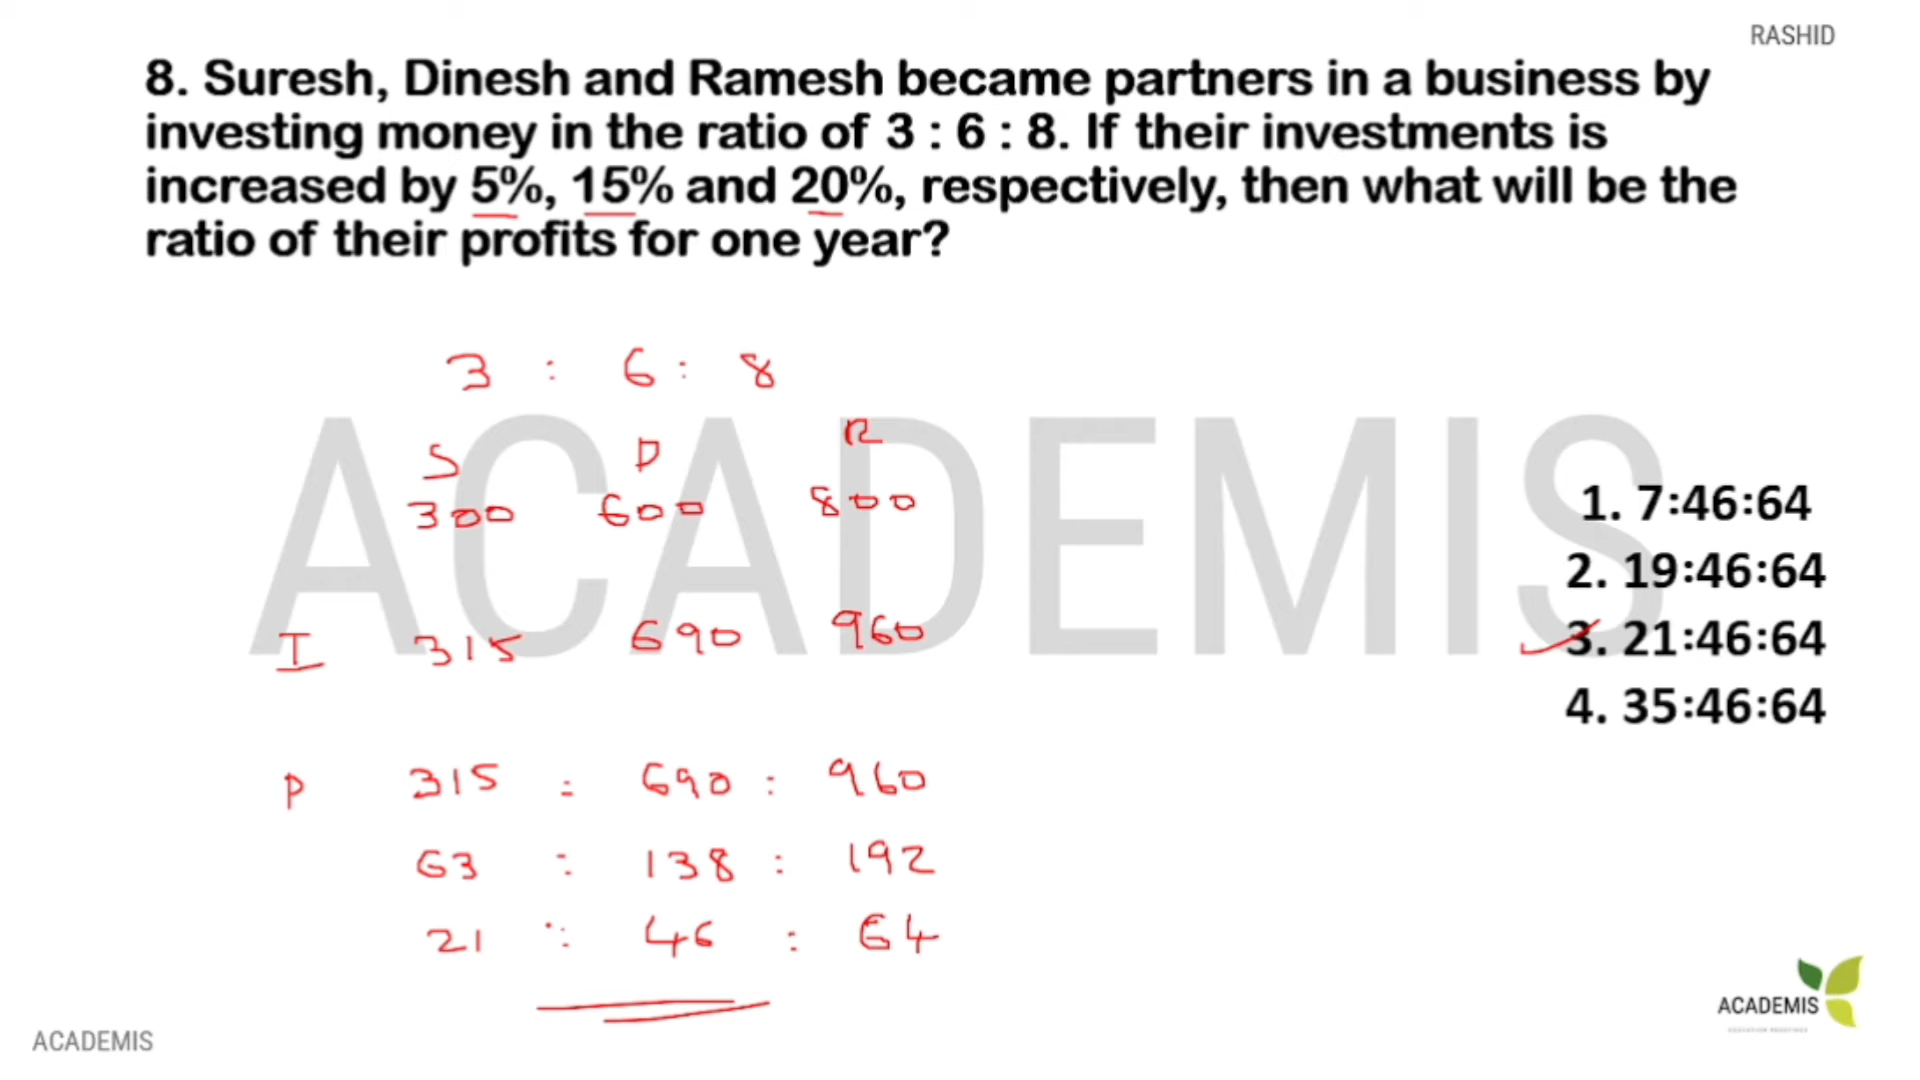 RASHID
8. Suresh, Dinesh and Ramesh became partners in a business by
investing money in the ratio of 3 : 6 : 8. If their investments is
increased by 5%, 15% and 20%, respectively, then what will be the
ratio of their profits for one year?
3 : 6 : 8
S D R
300 600 800
I 315 690 960
P 315 : 690 : 960
63 : 138 : 192
21 : 46 : 64
1. 7:46:64
2. 19:46:64
3. 21:46:64
4. 35:46:64
ACADEMIS
ACADEMIS
ACADEMIS